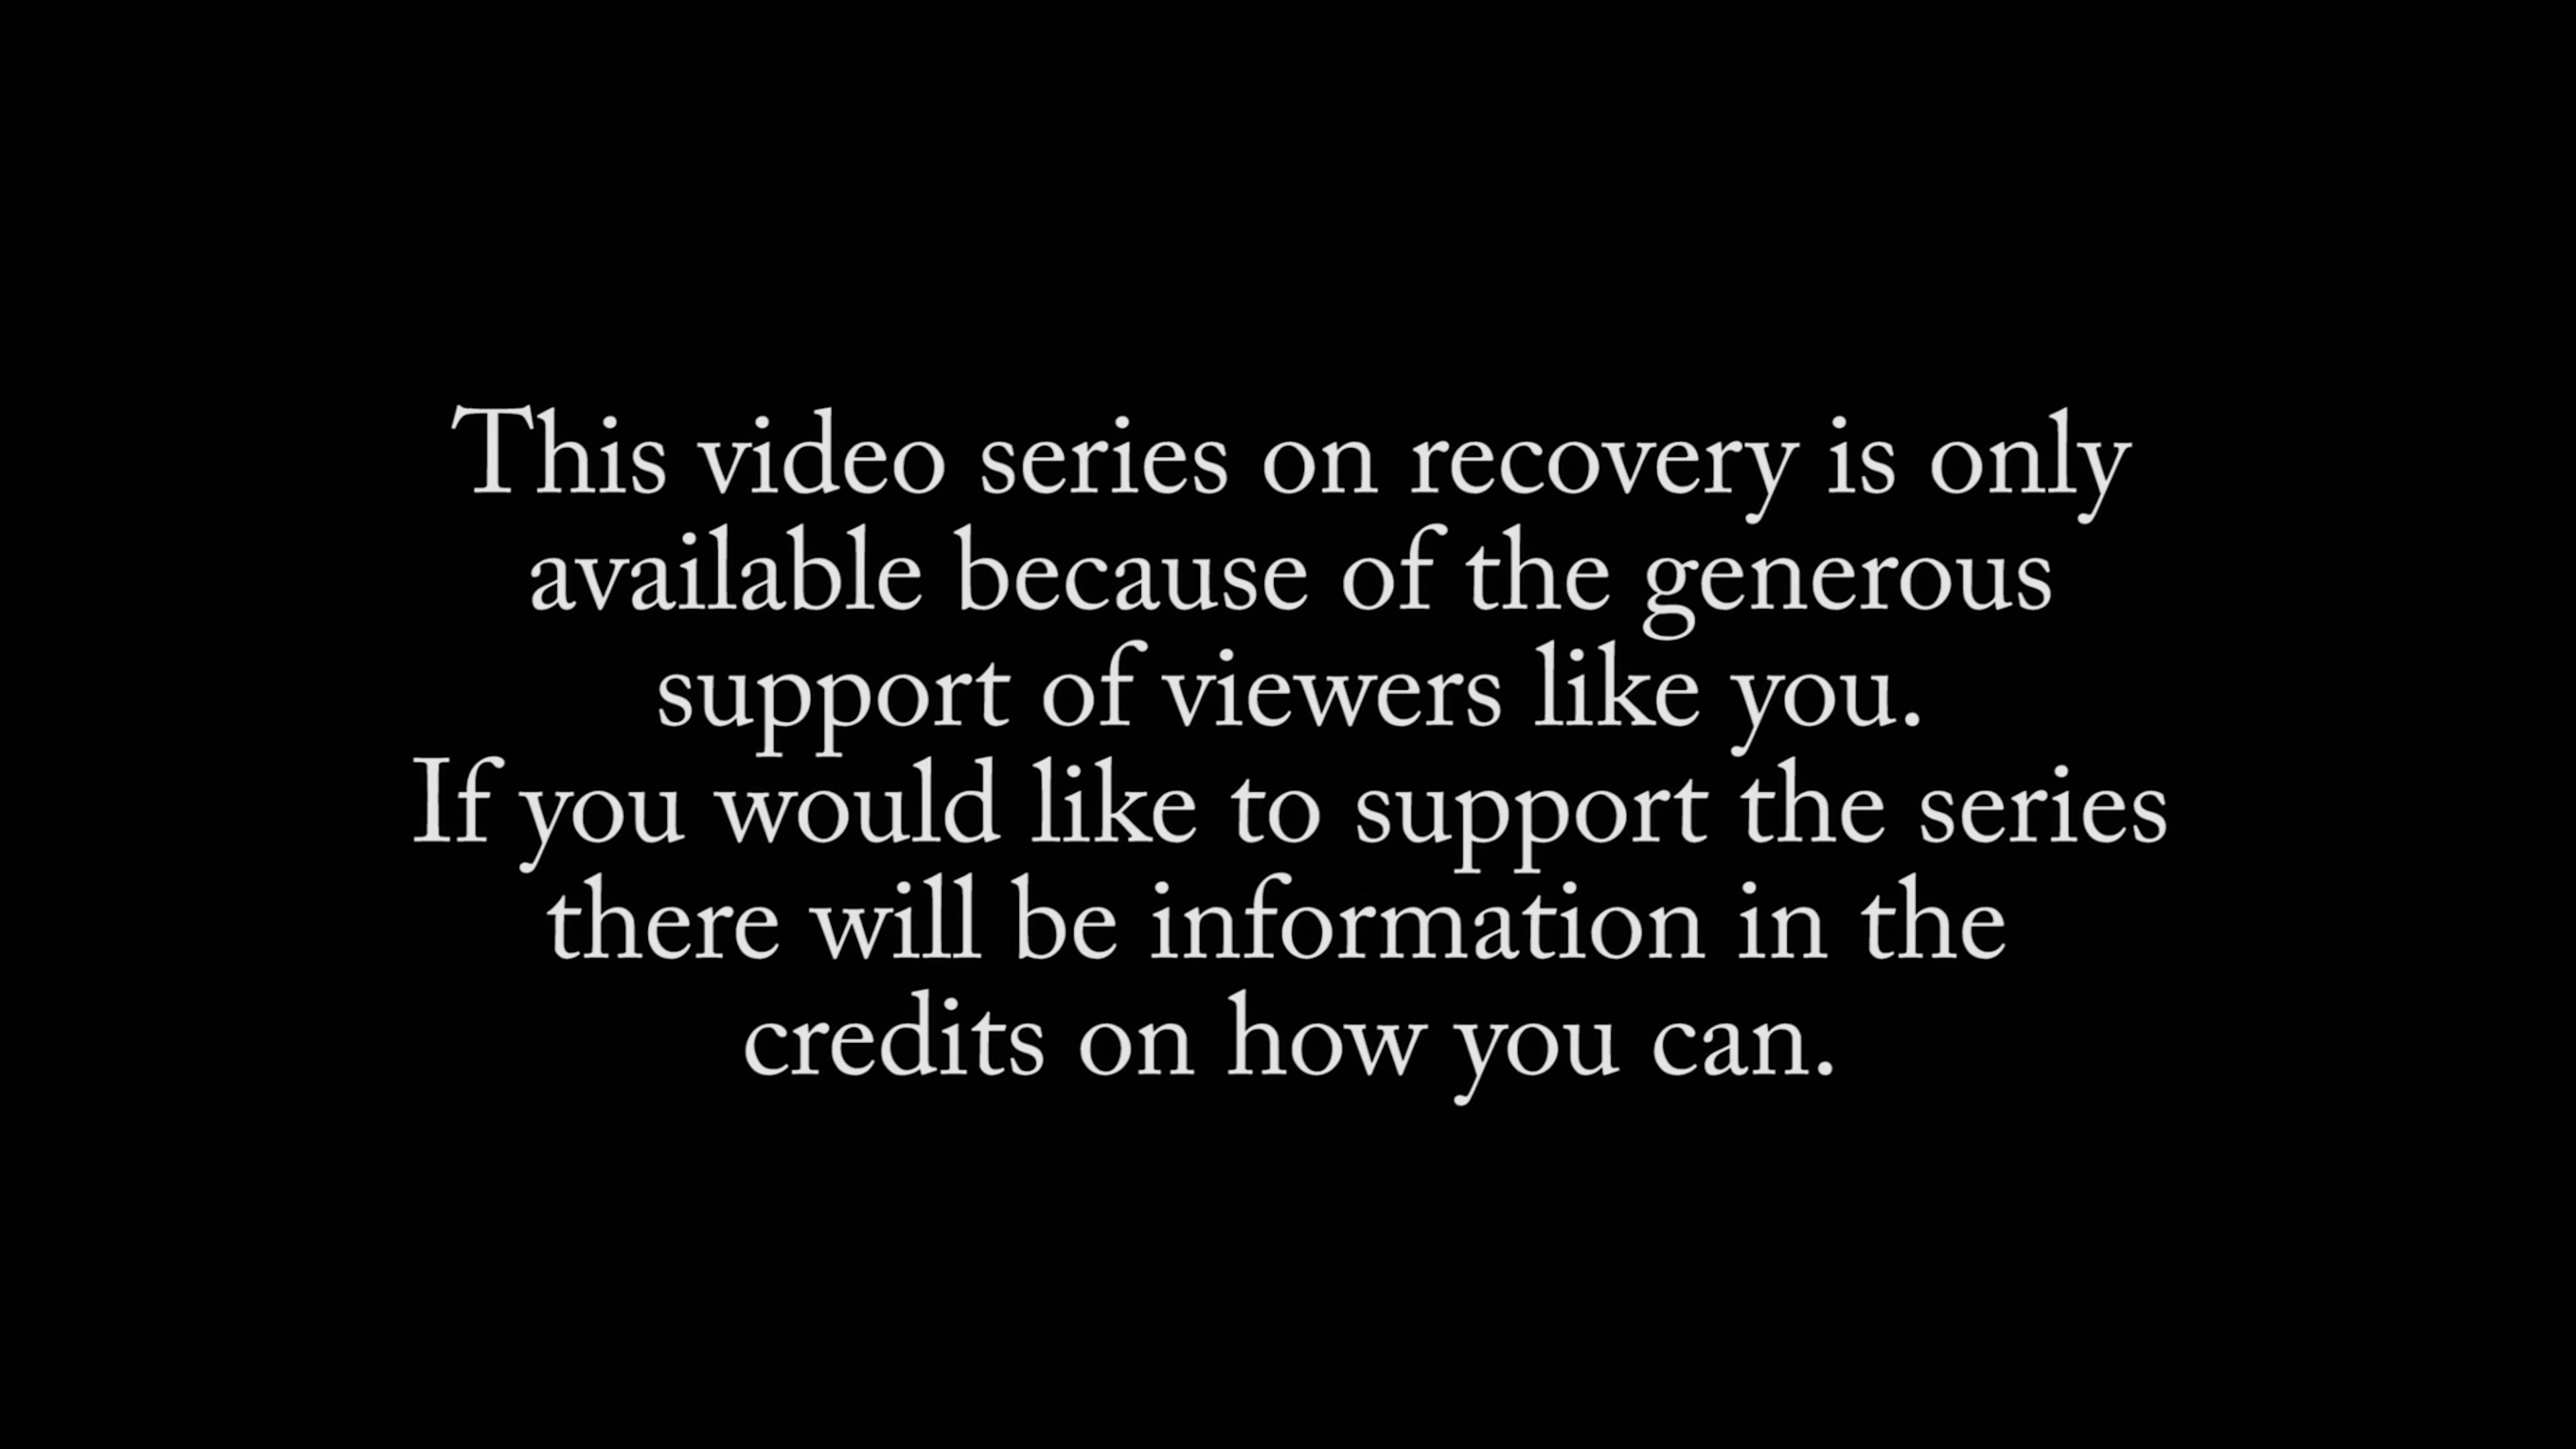 This video series on recovery is only
available because of the generous
support of viewers like you.
If you would like to support the series
there will be information in the
credits on how you can.